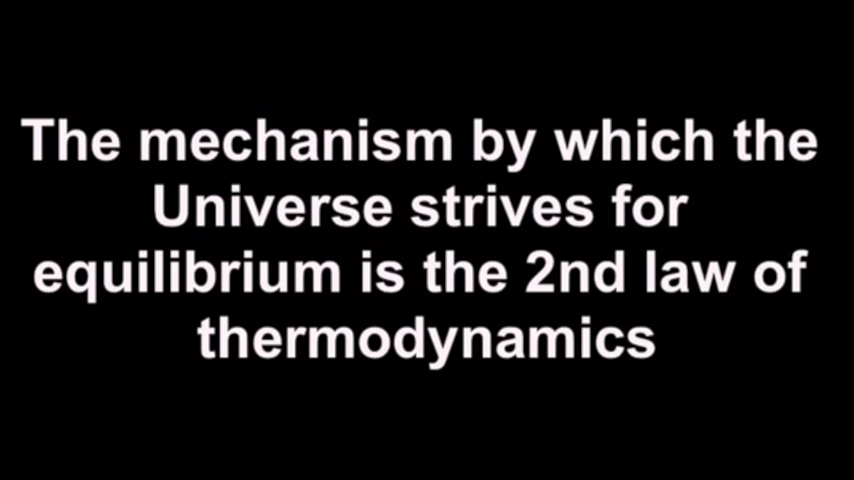 The mechanism by which the
Universe strives for
equilibrium is the 2nd law of
thermodynamics